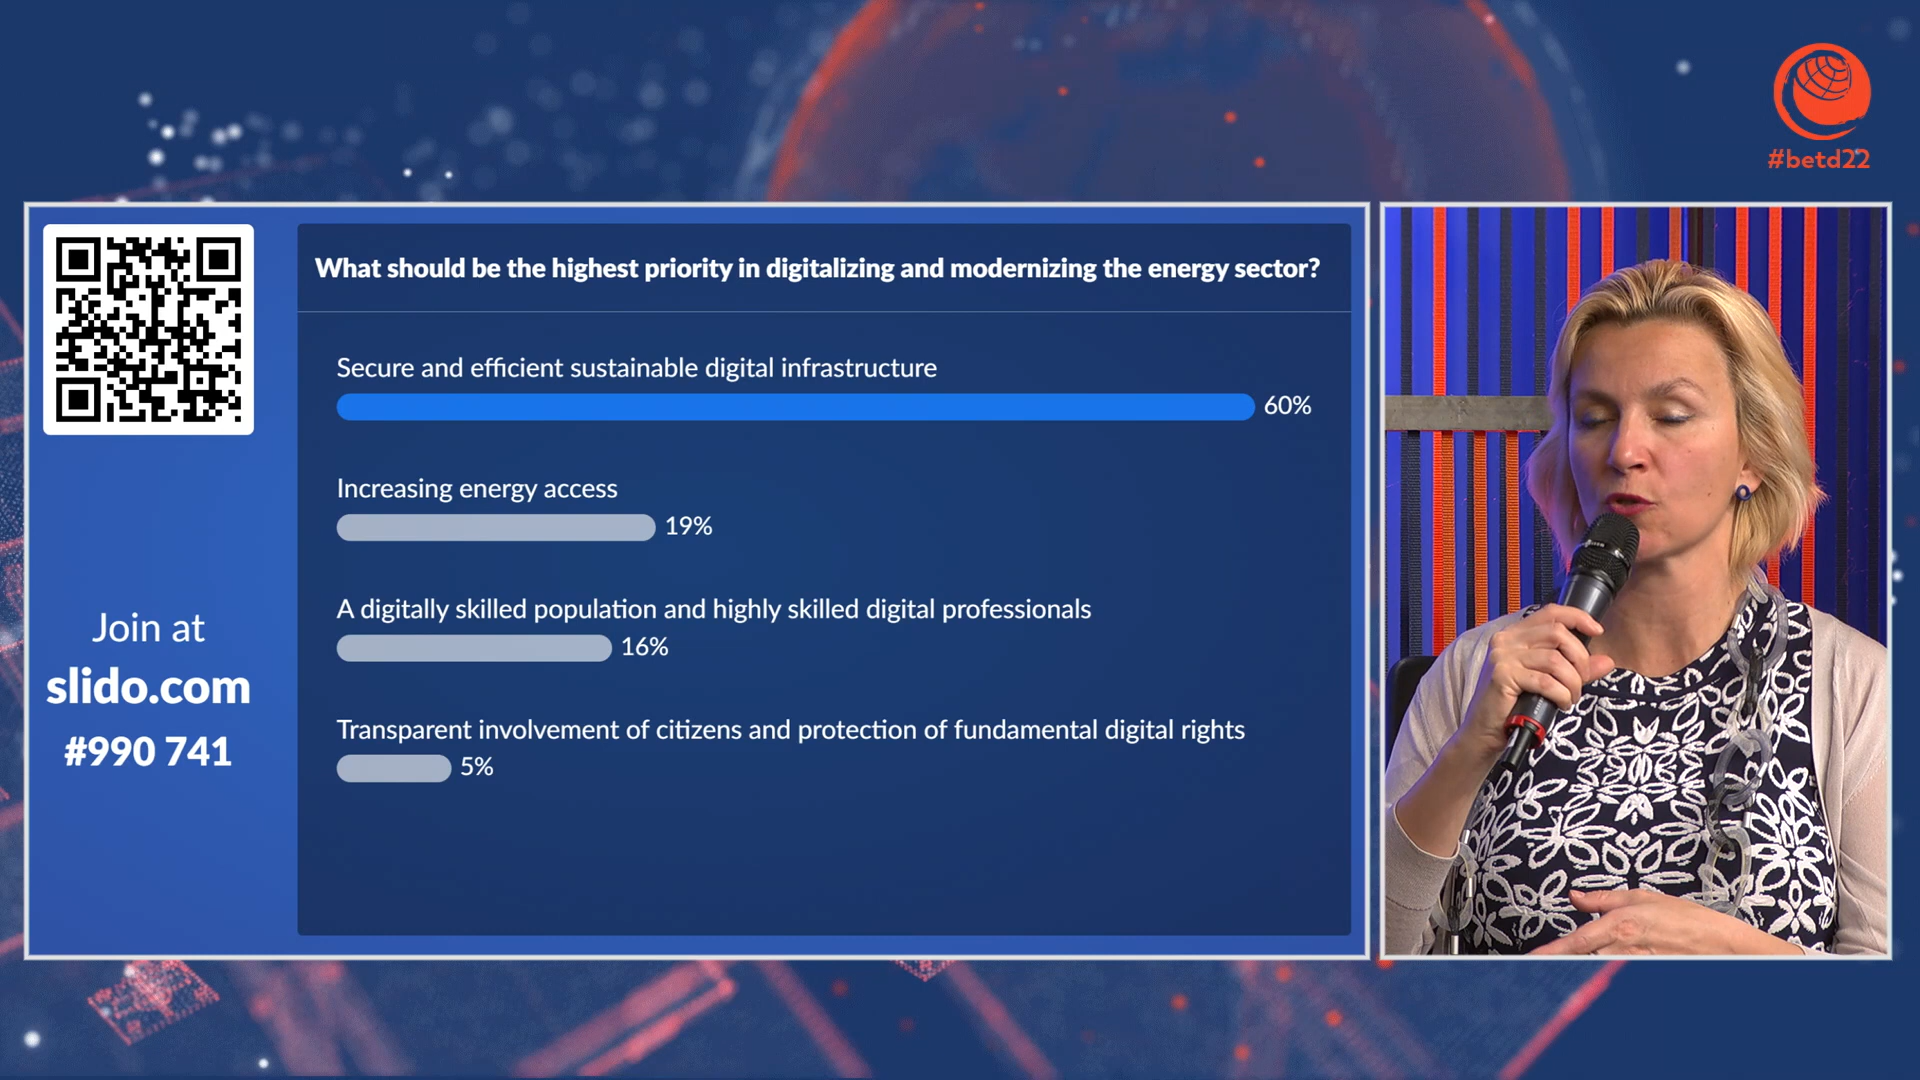 #betd22
What should be the highest priority in digitalizing and modernizing the energy sector?
Secure and efficient sustainable digital infrastructure
60%
Increasing energy access
19%
A digitally skilled population and highly skilled digital professionals
16%
Transparent involvement of citizens and protection of fundamental digital rights
5%
Join at
slido.com
#990 741